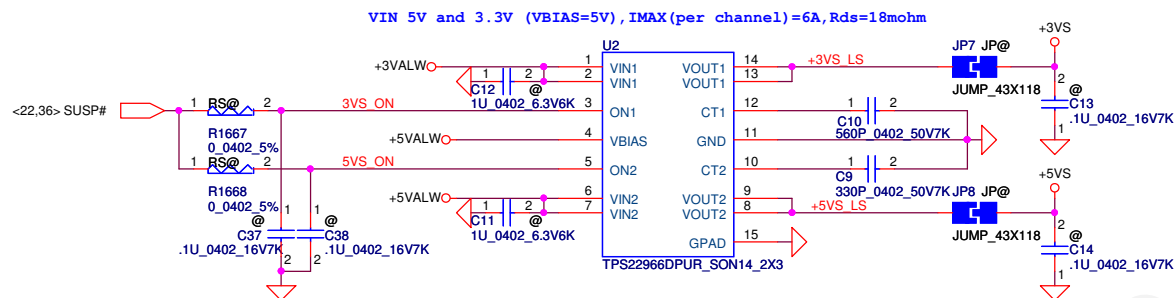 VIN 5V and 3.3V (VBIAS=5V),IMAX(per channel)=6A,Rds=18mohm
U2
+3VALW
1 2
C12
@
1U_0402_6.3V6K
1 VIN1
2 VIN1
VOUT1 14
VOUT1 13
+3VS_LS
JP7 JP@
JUMP_43X118
+3VS
2
@
C13
.1U_0402_16V7K
1
<22,36> SUSP#
1 RS@ 2
R1667
0_0402_5%
3VS_ON
3 ON1
CT1 12
1 2
C10
560P_0402_50V7K
+5VALW
4 VBIAS
GND 11
1 RS@ 2
R1668
0_0402_5%
5VS_ON
5 ON2
CT2 10
1 2
C9
330P_0402_50V7K
+5VALW
1 2
C11
@
1U_0402_6.3V6K
6 VIN2
7 VIN2
VOUT2 9
VOUT2 8
+5VS_LS
JP8 JP@
JUMP_43X118
+5VS
2
@
C14
.1U_0402_16V7K
1
GPAD 15
TPS22966DPUR_SON14_2X3
1
@
C37
.1U_0402_16V7K
2
1
@
C38
.1U_0402_16V7K
2